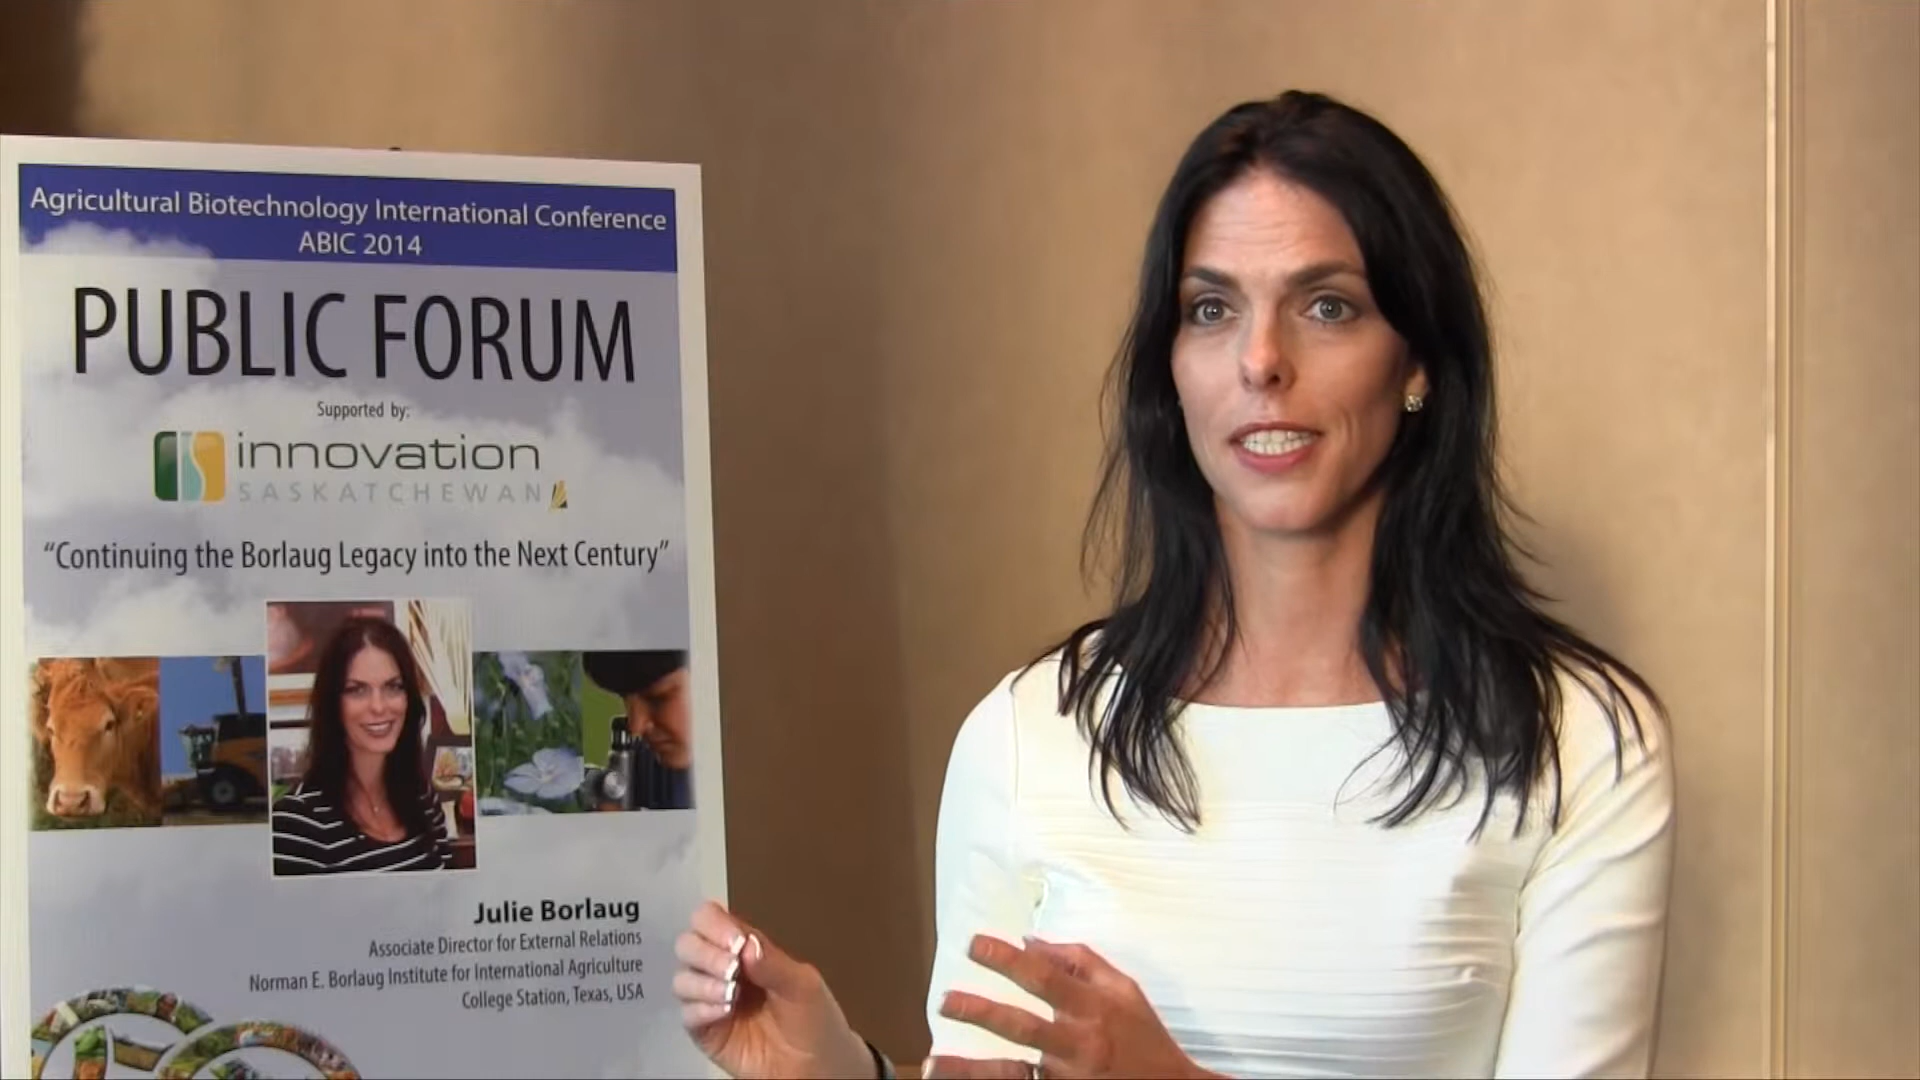 Agricultural Biotechnology International Conference
ABIC 2014
PUBLIC FORUM
Supported by:
innovation
SASKATCHEWAN
“Continuing the Borlaug Legacy into the Next Century”
Julie Borlaug
Associate Director for External Relations
Norman E. Borlaug Institute for International Agriculture
College Station, Texas, USA